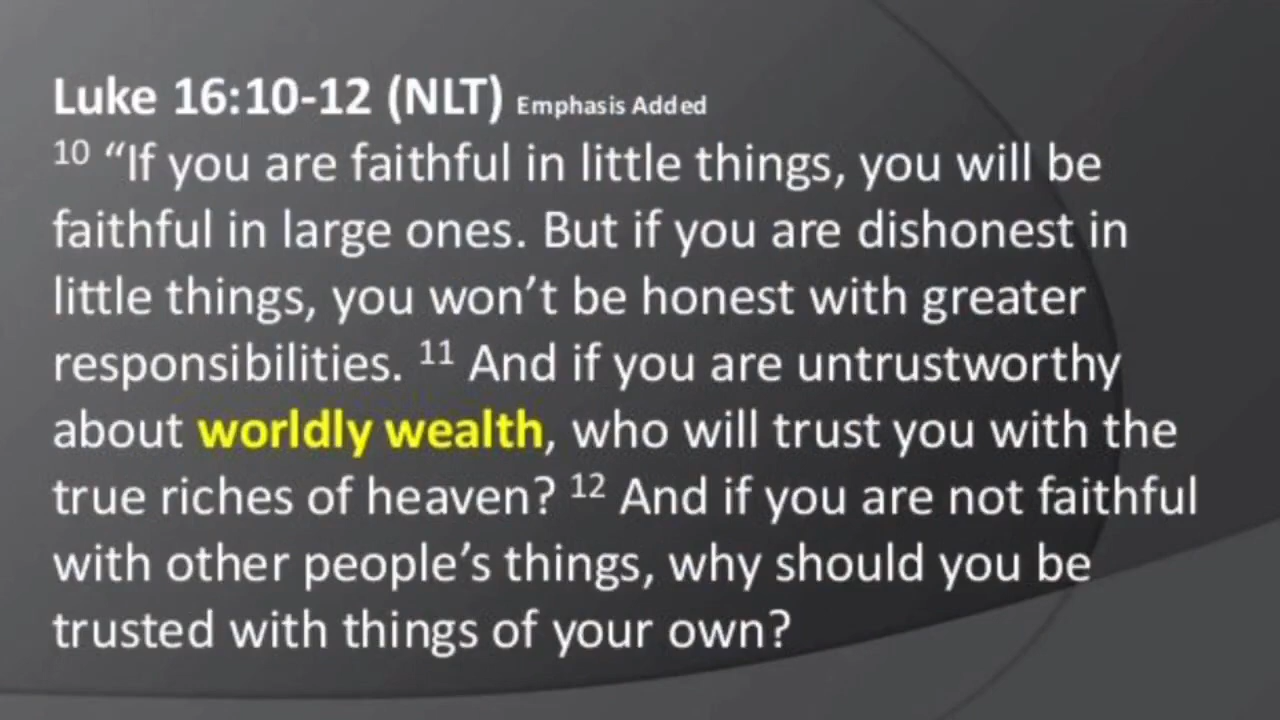 Luke 16:10-12 (NLT) Emphasis Added
10 “If you are faithful in little things, you will be
faithful in large ones. But if you are dishonest in
little things, you won’t be honest with greater
responsibilities. 11 And if you are untrustworthy
about worldly wealth, who will trust you with the
true riches of heaven? 12 And if you are not faithful
with other people’s things, why should you be
trusted with things of your own?